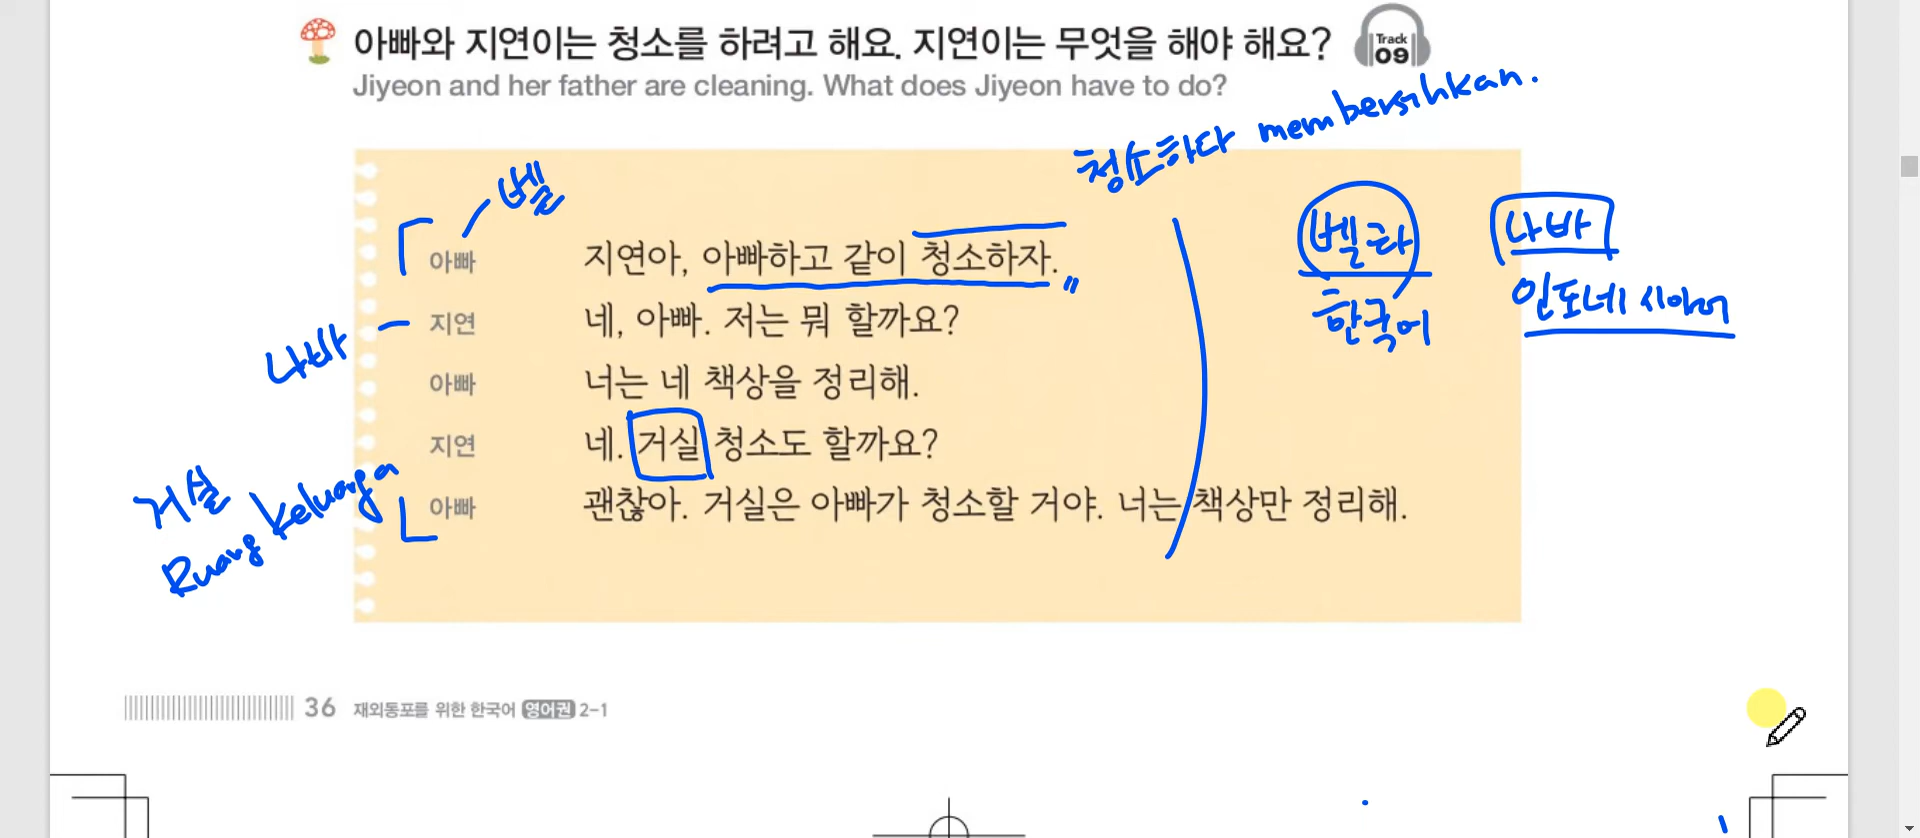 아빠와 지연이는 청소를 하려고 해요. 지연이는 무엇을 해야 해요?
Track 09
Jiyeon and her father are cleaning. What does Jiyeon have to do?
청소하다 membersihkan.
벨
벨라
한국어
나바
인도네시아어
아빠 지연아, 아빠하고 같이 청소하자.
나바
지연 네, 아빠. 저는 뭐 할까요?
아빠 너는 네 책상을 정리해.
지연 네. 거실 청소도 할까요?
거실
Ruang keluarga
아빠 괜찮아. 거실은 아빠가 청소할 거야. 너는 책상만 정리해.
36 재외동포를 위한 한국어 영어권 2-1